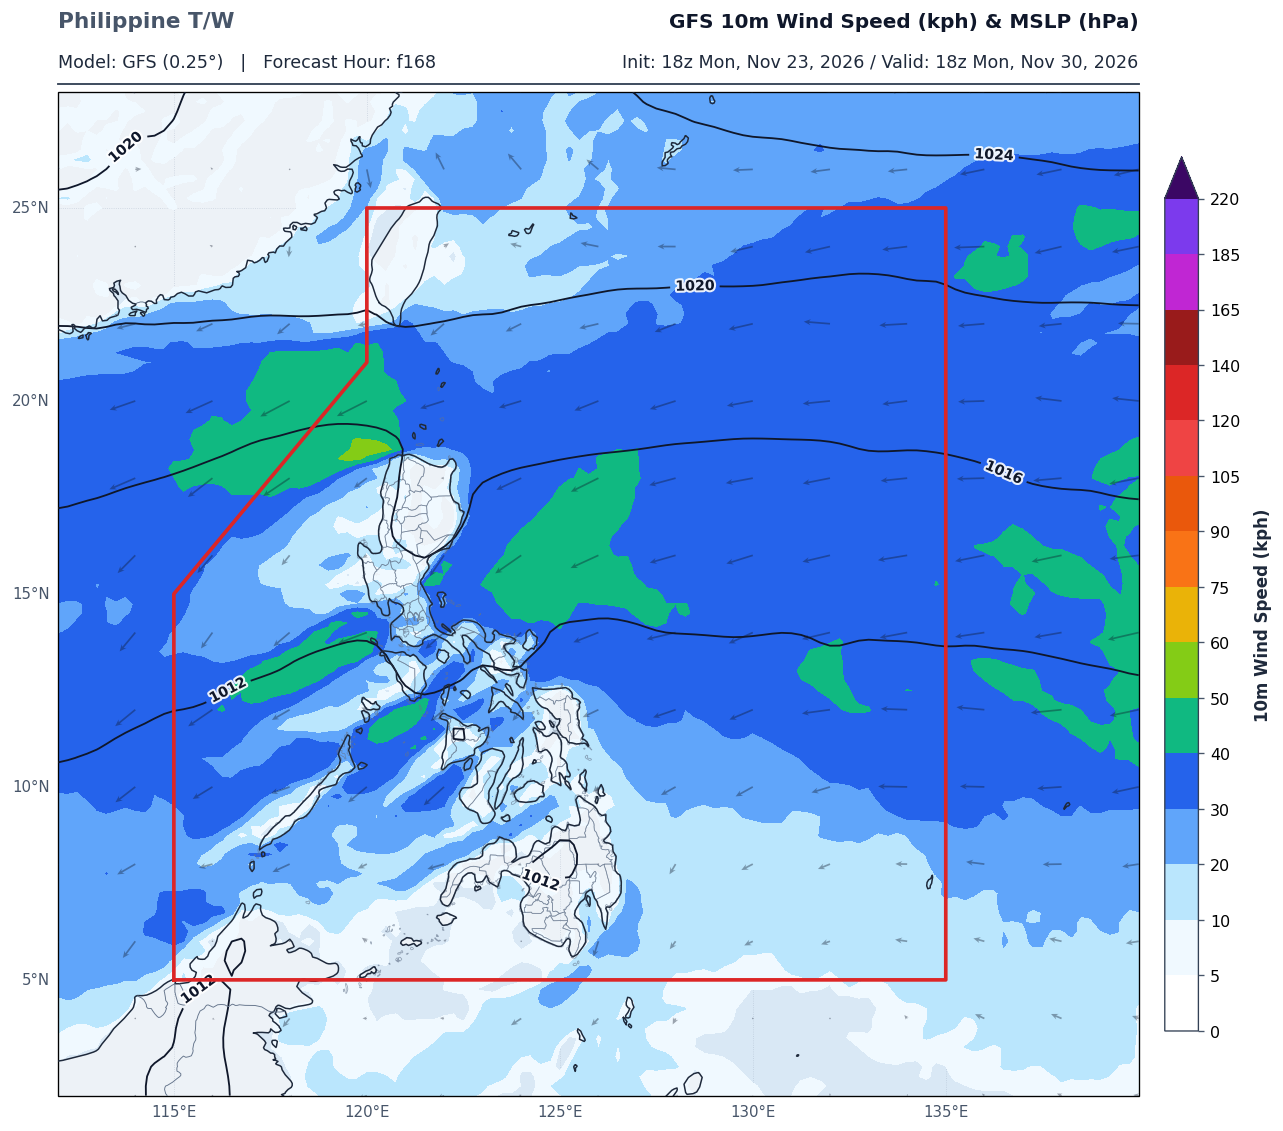 Philippine T/W
GFS 10m Wind Speed (kph) & MSLP (hPa)
Model: GFS (0.25°) | Forecast Hour: f168
Init: 18z Mon, Nov 23, 2026 / Valid: 18z Mon, Nov 30, 2026
1020
1024
1020
1016
1012
1012
1012
25°N
20°N
15°N
10°N
5°N
115°E
120°E
125°E
130°E
135°E
220
185
165
140
120
105
90
75
60
50
40
30
20
10
5
0
10m Wind Speed (kph)